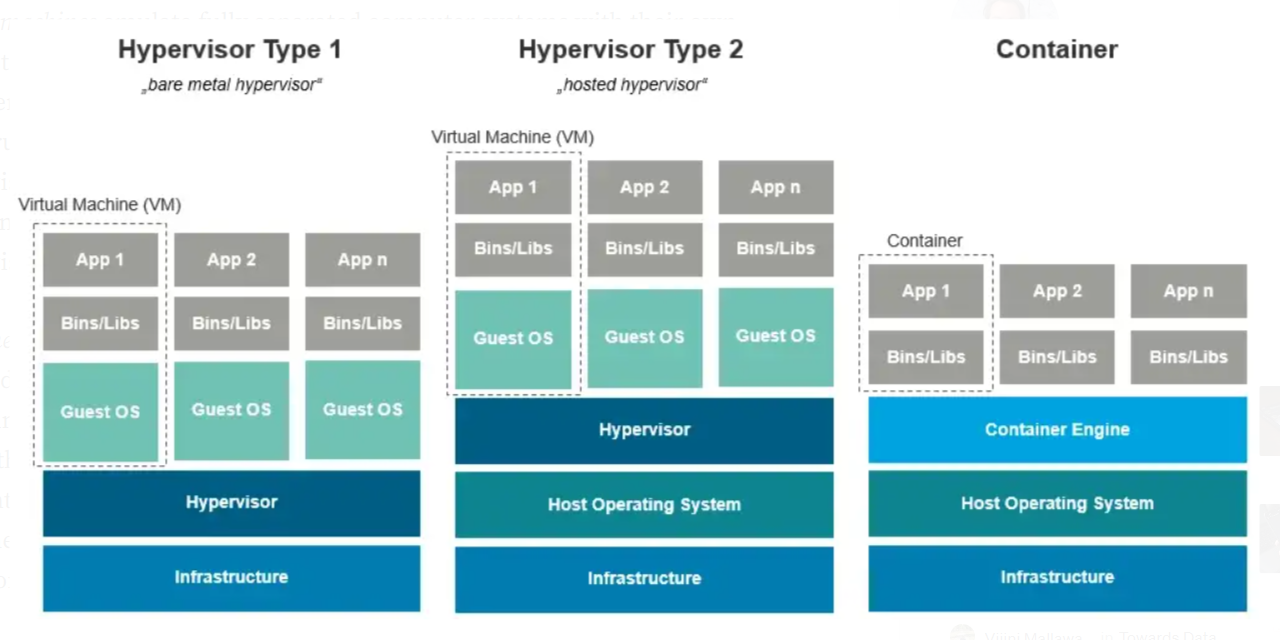 Hypervisor Type 1
„bare metal hypervisor“
Virtual Machine (VM)
App 1
App 2
App n
Bins/Libs
Bins/Libs
Bins/Libs
Guest OS
Guest OS
Guest OS
Hypervisor
Infrastructure
Hypervisor Type 2
„hosted hypervisor“
Virtual Machine (VM)
App 1
App 2
App n
Bins/Libs
Bins/Libs
Bins/Libs
Guest OS
Guest OS
Guest OS
Hypervisor
Host Operating System
Infrastructure
Container
Container
App 1
App 2
App n
Bins/Libs
Bins/Libs
Bins/Libs
Container Engine
Host Operating System
Infrastructure